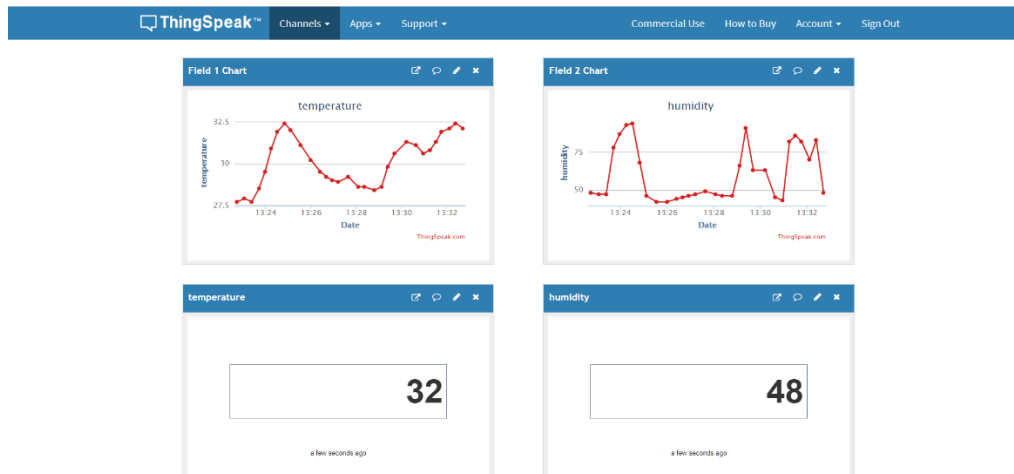 ThingSpeak™ Channels Apps Support Commercial Use How to Buy Account Sign Out
Field 1 Chart
temperature
32.5
30
27.5
temperature
13:24 13:26 13:28 13:30 13:32
Date
ThingSpeak.com
Field 2 Chart
humidity
75
50
humidity
13:24 13:26 13:28 13:30 13:32
Date
ThingSpeak.com
temperature
32
a few seconds ago
humidity
48
a few seconds ago